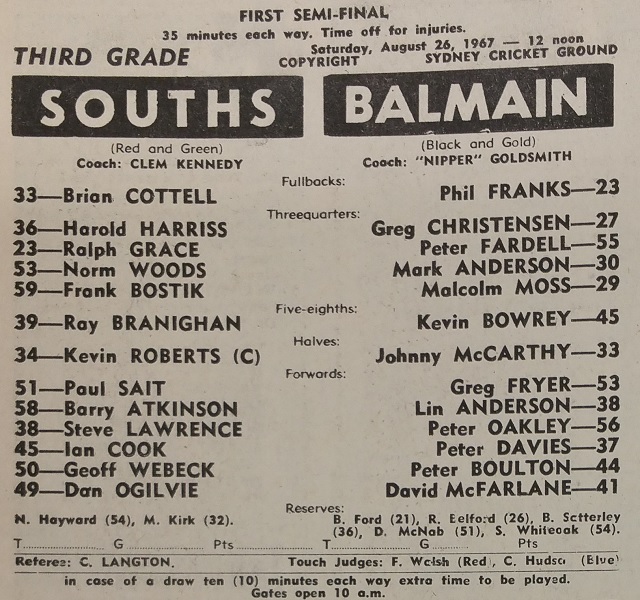 FIRST SEMI-FINAL
35 minutes each way. Time off for injuries.
THIRD GRADE
Saturday, August 26, 1967 — 12 noon
COPYRIGHT SYDNEY CRICKET GROUND
SOUTHS BALMAIN
(Red and Green) (Black and Gold)
Coach: CLEM KENNEDY Coach: "NIPPER" GOLDSMITH
Fullbacks:
33—Brian COTTELL Phil FRANKS—23
Threequarters:
36—Harold HARRISS Greg CHRISTENSEN—27
23—Ralph GRACE Peter FARDELL—55
53—Norm WOODS Mark ANDERSON—30
59—Frank BOSTIK Malcolm MOSS—29
Five-eighths:
39—Ray BRANIGHAN Kevin BOWREY—45
Halves:
34—Kevin ROBERTS (C) Johnny McCARTHY—33
Forwards:
51—Paul SAIT Greg FRYER—53
58—Barry ATKINSON Lin ANDERSON—38
38—Steve LAWRENCE Peter OAKLEY—56
45—Ian COOK Peter DAVIES—37
50—Geoff WEBECK Peter BOULTON—44
49—Dan OGILVIE David McFARLANE—41
Reserves:
N. Hayward (54), M. Kirk (32). B. Ford (21), R. (26), B.
(36), D. McNab (51), S. Whiteoak (54).
T.............. G.............. Pts.............. T.............. G.............. Pts
Referee: C. LANGTON. Touch Judges: F. Walsh (Red), C. (Blue)
in case of a draw ten (10) minutes each way extra time to be played.
Gates open 10 a.m.